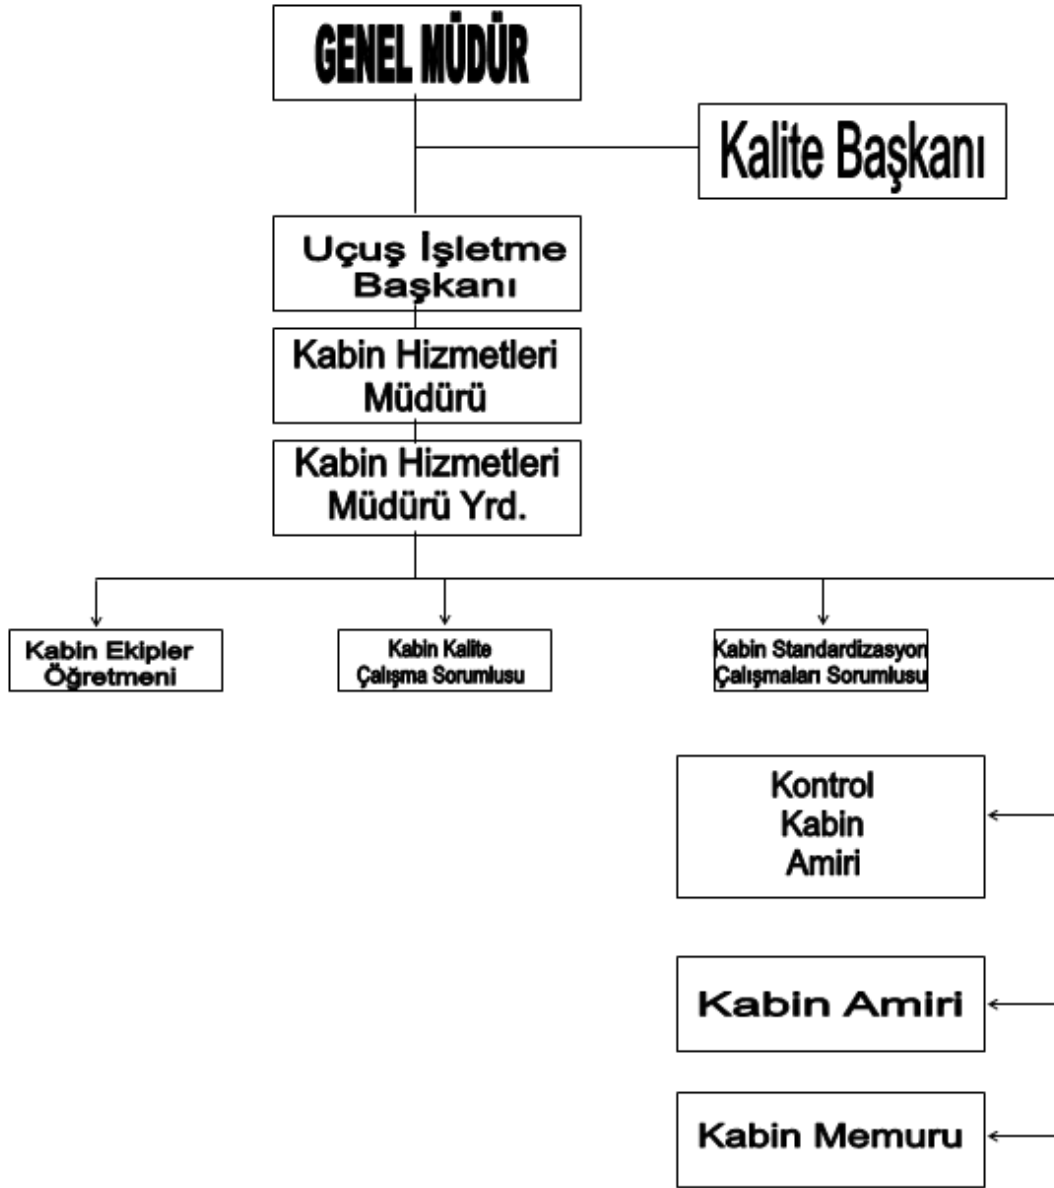 GENEL MÜDÜR
Kalite Başkanı
Uçuş İşletme
Başkanı
Kabin Hizmetleri
Müdürü
Kabin Hizmetleri
Müdürü Yrd.
Kabin Ekipler
Öğretmeni
Kabin Kalite
Çalışma Sorumlusu
Kabin Standardizasyon
Çalışmaları Sorumlusu
Kontrol
Kabin
Amiri
Kabin Amiri
Kabin Memuru